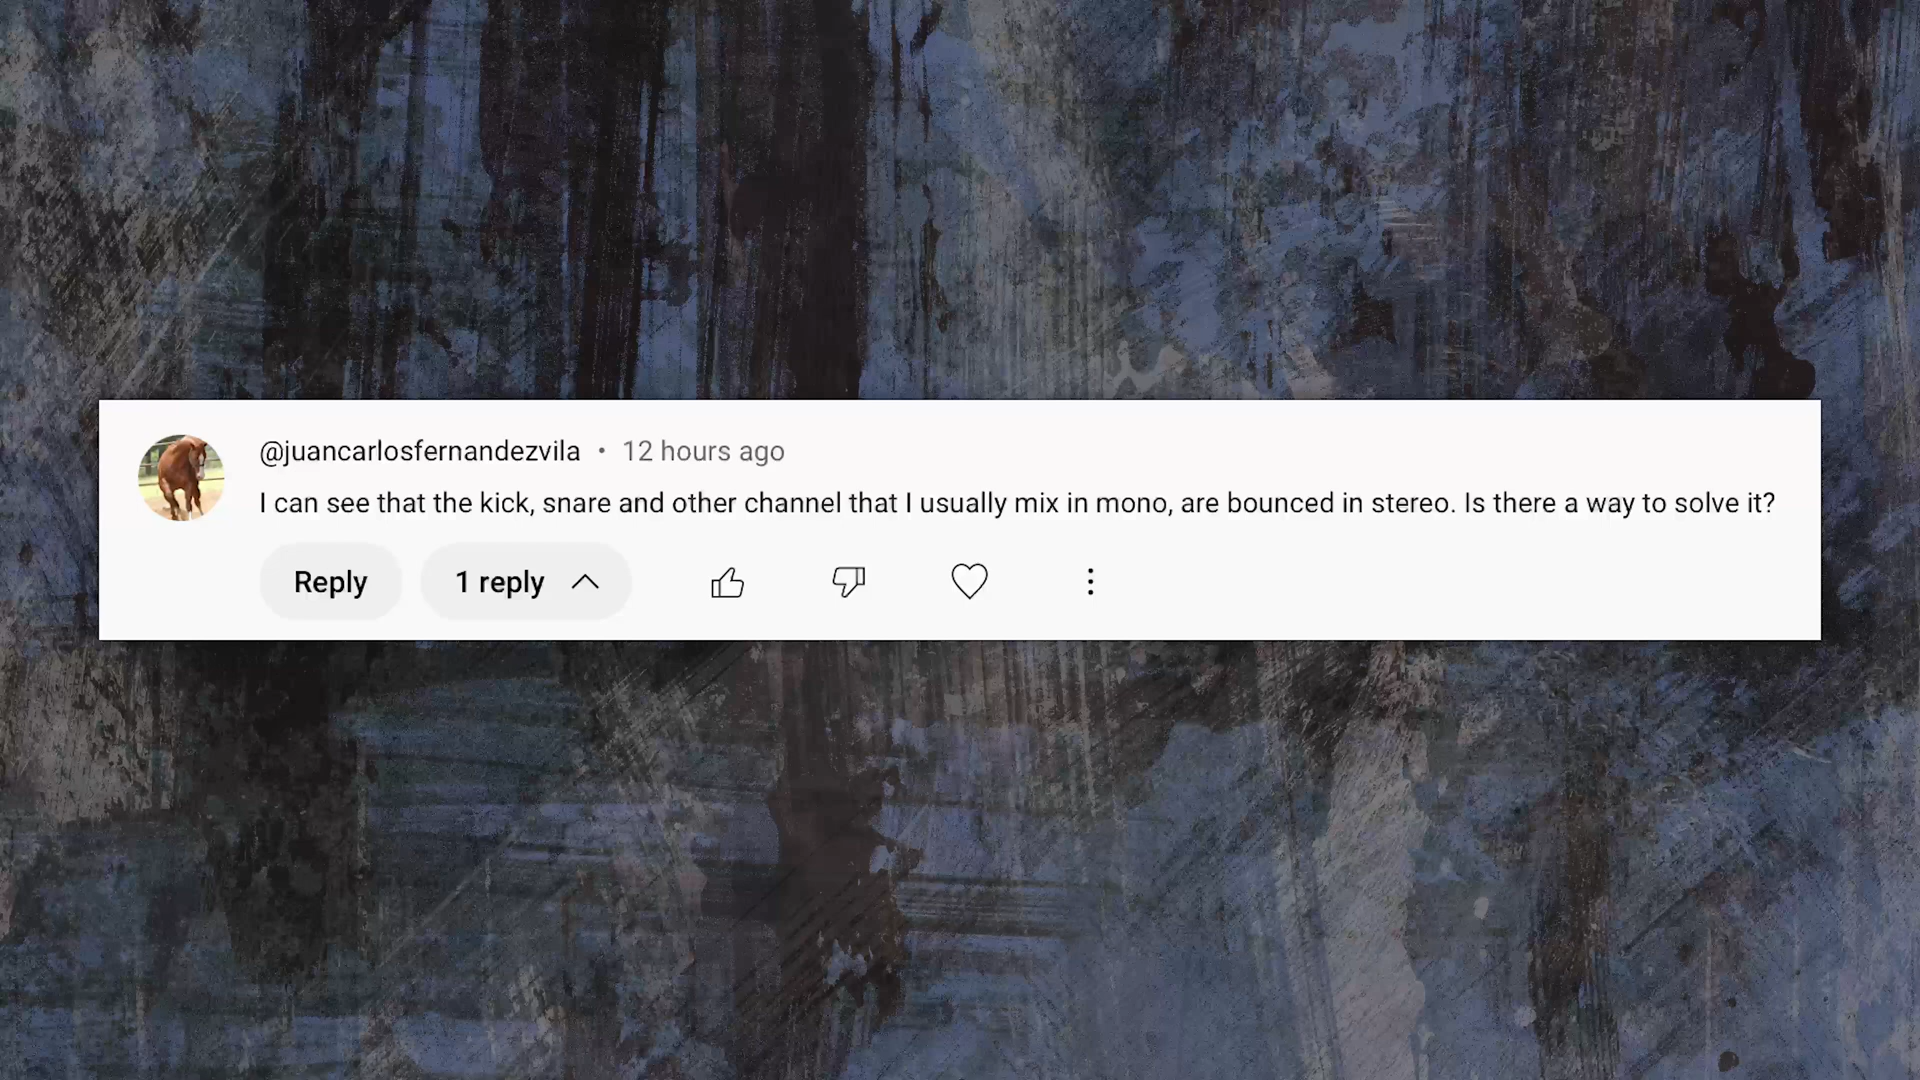 @juancarlosfernandezvila • 12 hours ago
I can see that the kick, snare and other channel that I usually mix in mono, are bounced in stereo. Is there a way to solve it?
Reply 1 reply